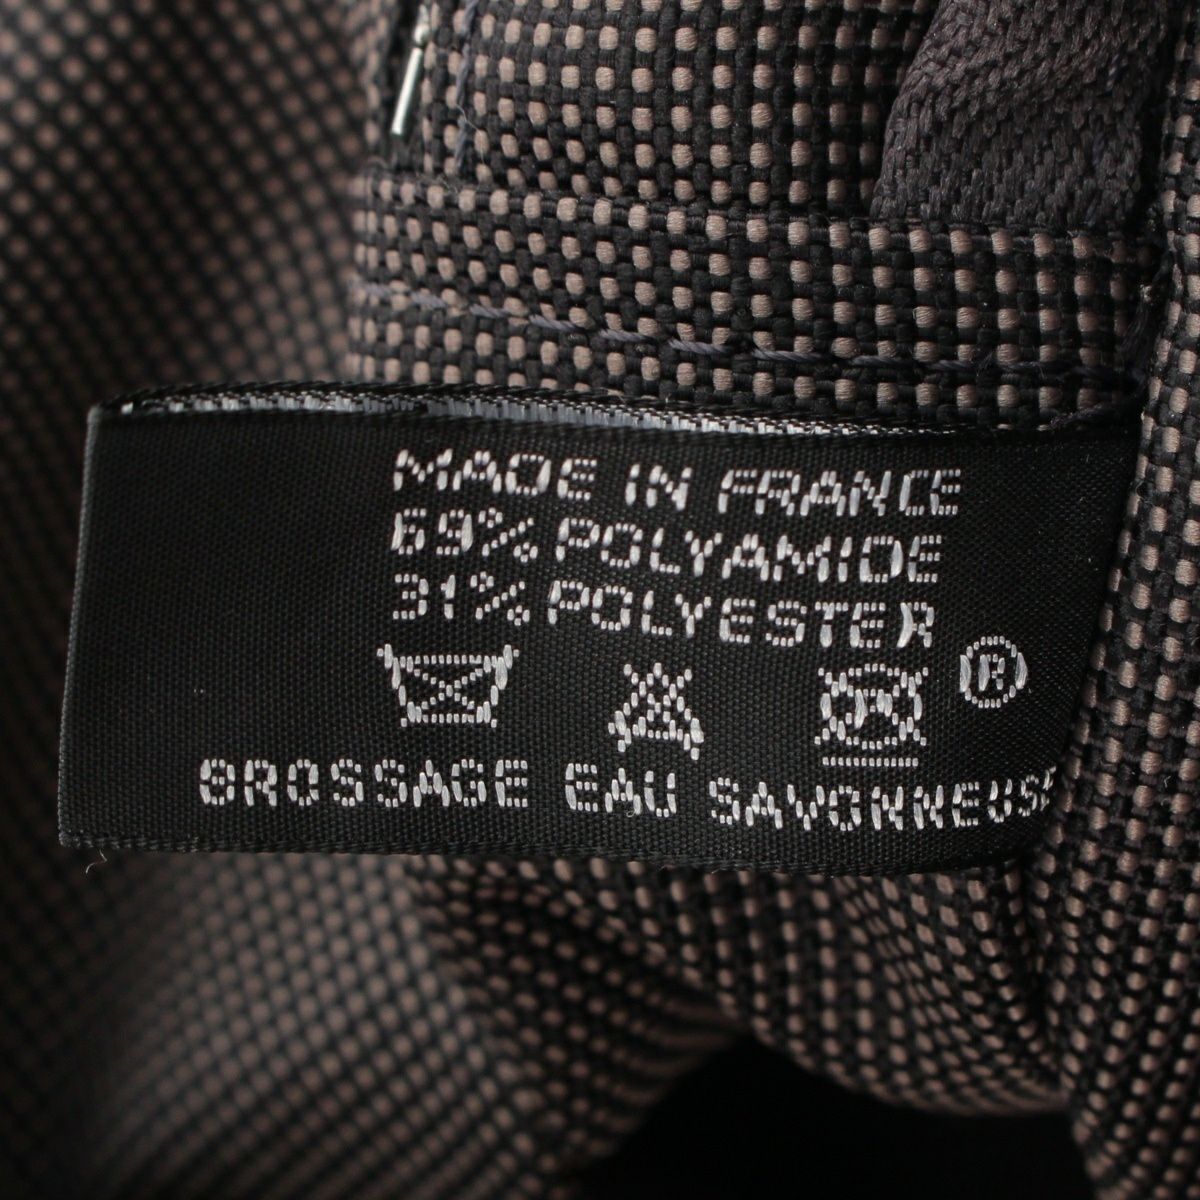 MADE IN FRANCE
69% POLYAMIDE
31% POLYESTER
®
BROSSAGE EAU SAVONNEUSE